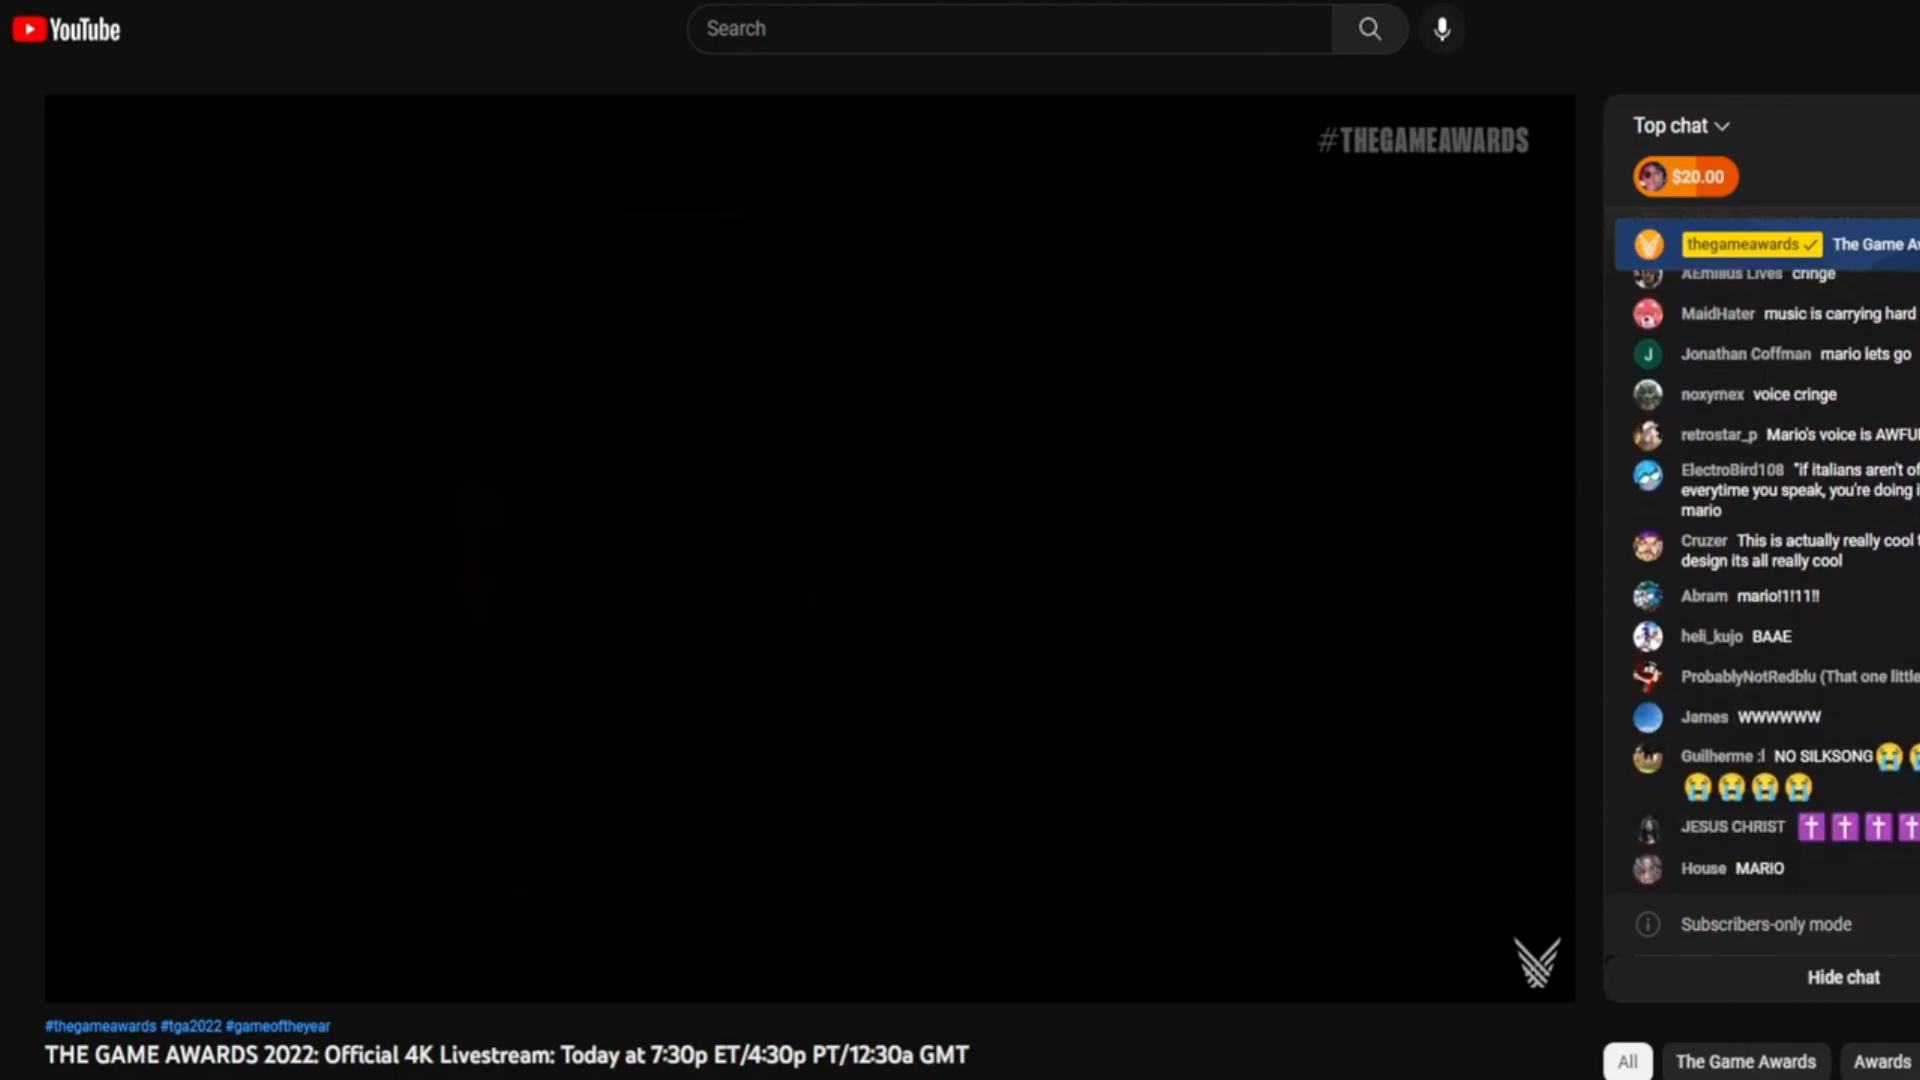 YouTube
Search
#THEGAMEAWARDS
Top chat
$20.00
thegameawards The Game
AEmilius Lives cringe
MaidHater music is carrying hard
Jonathan Coffman mario lets go
noxymex voice cringe
retrostar_p Mario's voice is AWFU
ElectroBird108 "if italians aren't
everytime you speak, you're doing
mario
Cruzer This is actually really cool
design its all really cool
Abram mario!1!11!!
heli_kujo BAAE
ProbablyNotRedblu (That one little
James WWWWWW
Guilherme :l NO SILKSONG😭
😭😭😭😭
JESUS CHRIST ✝️✝️✝️✝️
House MARIO
Subscribers-only mode
Hide chat
#thegameawards #tga2022 #gameoftheyear
THE GAME AWARDS 2022: Official 4K Livestream: Today at 7:30p ET/4:30p PT/12:30a GMT
All The Game Awards Awards